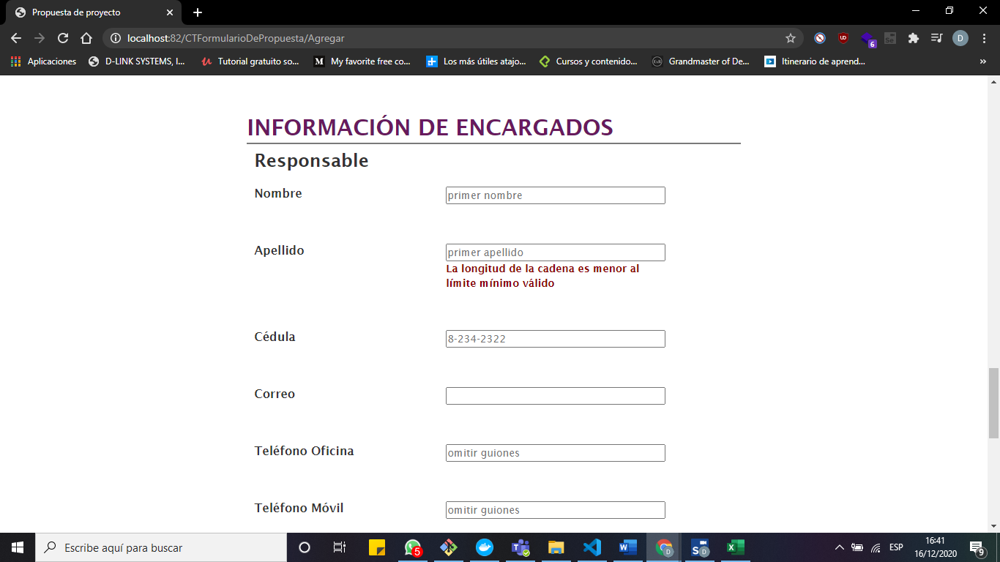 Propuesta de proyecto
localhost:82/CTFormularioDePropuesta/Agregar
6
D
Aplicaciones
D-LINK SYSTEMS, I...
Tutorial gratuito so...
My favorite free co...
Los más útiles atajo...
Cursos y contenido...
Grandmaster of De...
Itinerario de aprend...
»
INFORMACIÓN DE ENCARGADOS
Responsable
Nombre
primer nombre
Apellido
primer apellido
La longitud de la cadena es menor al
límite mínimo válido
Cédula
8-234-2322
Correo
Teléfono Oficina
omitir guiones
Teléfono Móvil
omitir guiones
Escribe aquí para buscar
5
D
D
ESP
16:41
16/12/2020
9